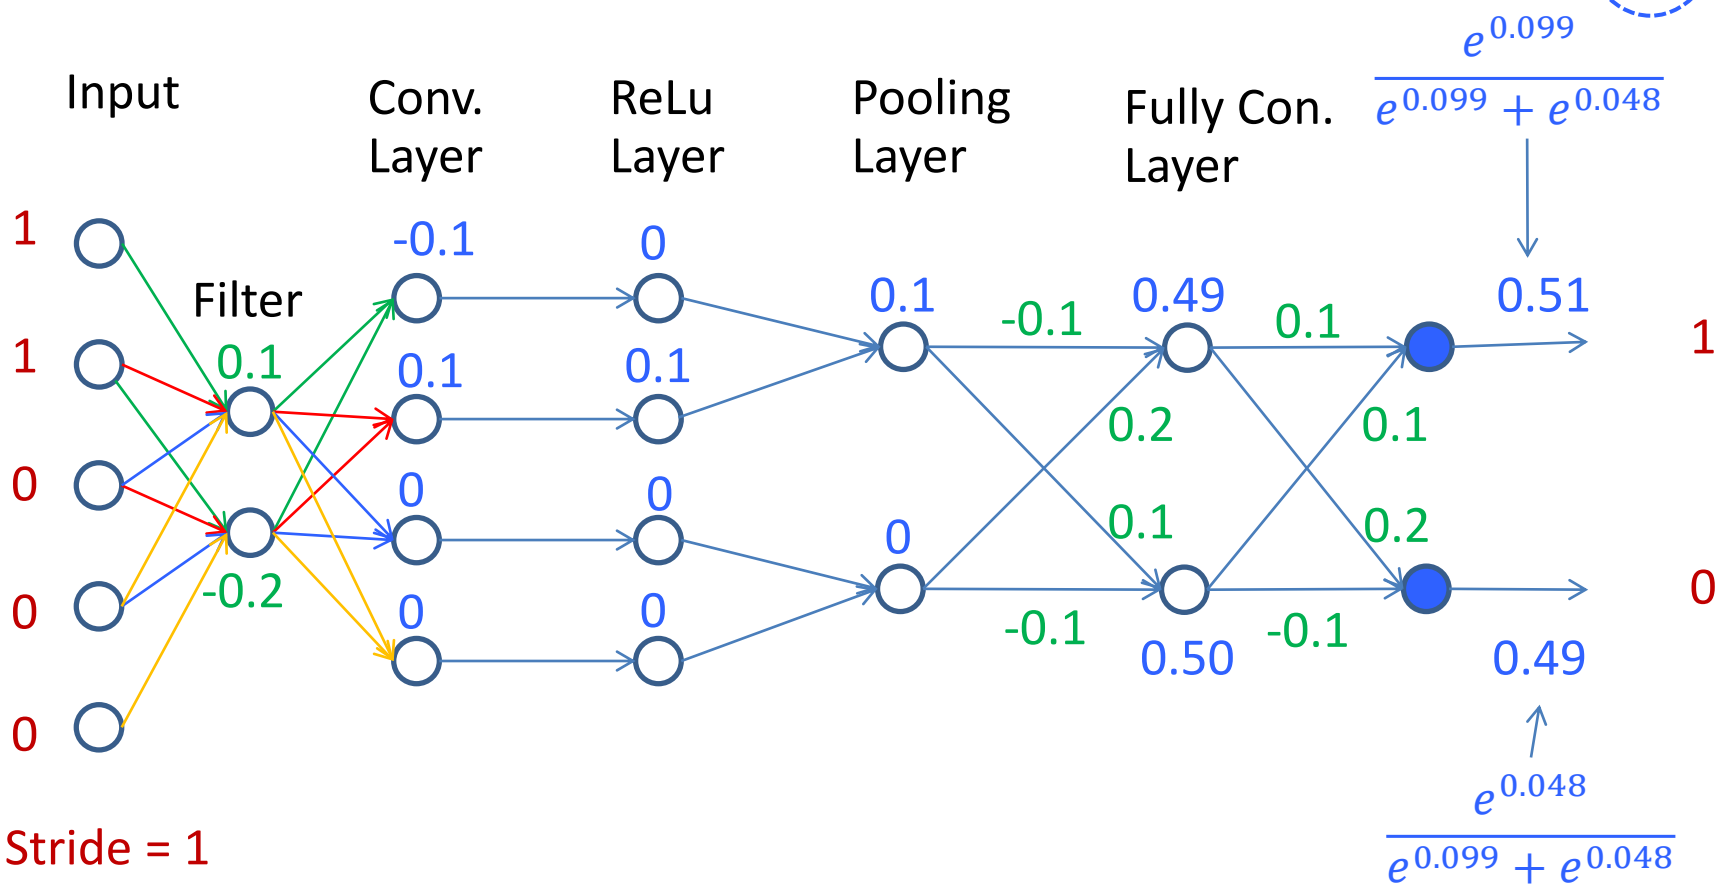 Input
Conv.
Layer
ReLu
Layer
Pooling
Layer
Fully Con.
Layer
e^0.099
e^0.099 + e^0.048
1
1
0
0
0
Filter
0.1
-0.2
-0.1
0.1
0
0
0
0.1
0
0
0.1
0
-0.1
0.2
0.1
-0.1
0.49
0.50
0.1
0.1
0.2
-0.1
0.51
0.49
1
0
e^0.048
e^0.099 + e^0.048
Stride = 1